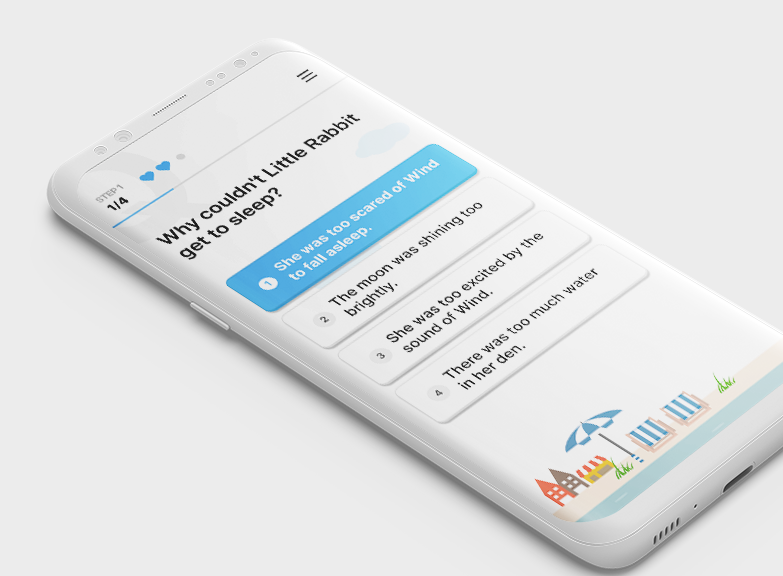 STEP 1
1/4
Why couldn't Little Rabbit
get to sleep?
1 She was too scared of Wind
to fall asleep.
2 The moon was shining too
brightly.
3 She was too excited by the
sound of Wind.
4 There was too much water
in her den.